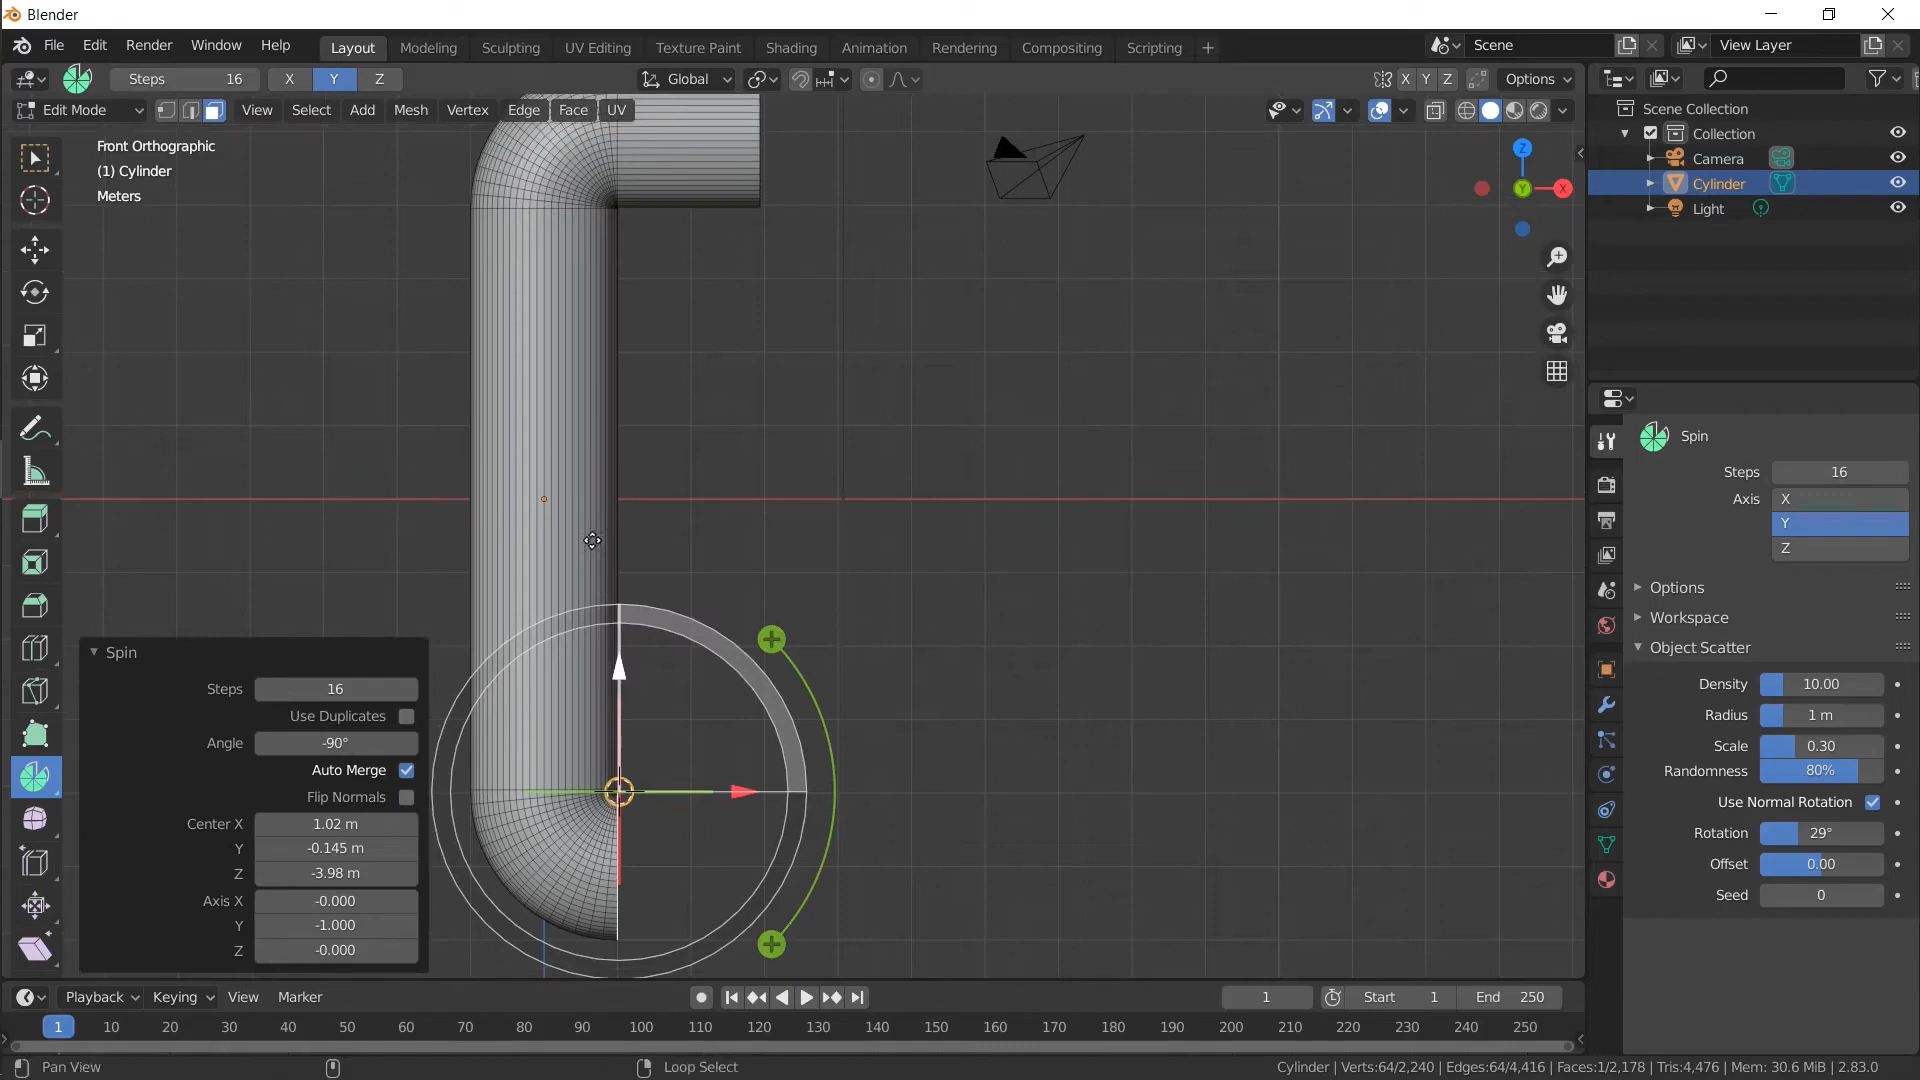 Blender
File Edit Render Window Help Layout Modeling Sculpting UV Editing Texture Paint Shading Animation Rendering Compositing Scripting + Scene View Layer
Steps 16 X Y Z Global X Y Z Options
Edit Mode View Select Add Mesh Vertex Edge Face UV
Scene Collection
Collection
Camera
Cylinder
Light
Front Orthographic
(1) Cylinder
Meters
Z
Y
X
Spin
Steps 16
Axis X
Y
Z
Options
Workspace
Object Scatter
Density 10.00
Radius 1 m
Scale 0.30
Randomness 80%
Use Normal Rotation
Rotation 29°
Offset 0.00
Seed 0
Spin
Steps 16
Use Duplicates
Angle -90°
Auto Merge
Flip Normals
Center X 1.02 m
Y -0.145 m
Z -3.98 m
Axis X -0.000
Y -1.000
Z -0.000
Playback Keying View Marker 1 Start 1 End 250
1 10 20 30 40 50 60 70 80 90 100 110 120 130 140 150 160 170 180 190 200 210 220 230 240 250
Pan View Loop Select Cylinder | Verts:64/2,240 | Edges:64/4,416 | Faces:1/2,178 | Tris:4,476 | Mem: 30.6 MiB | 2.83.0